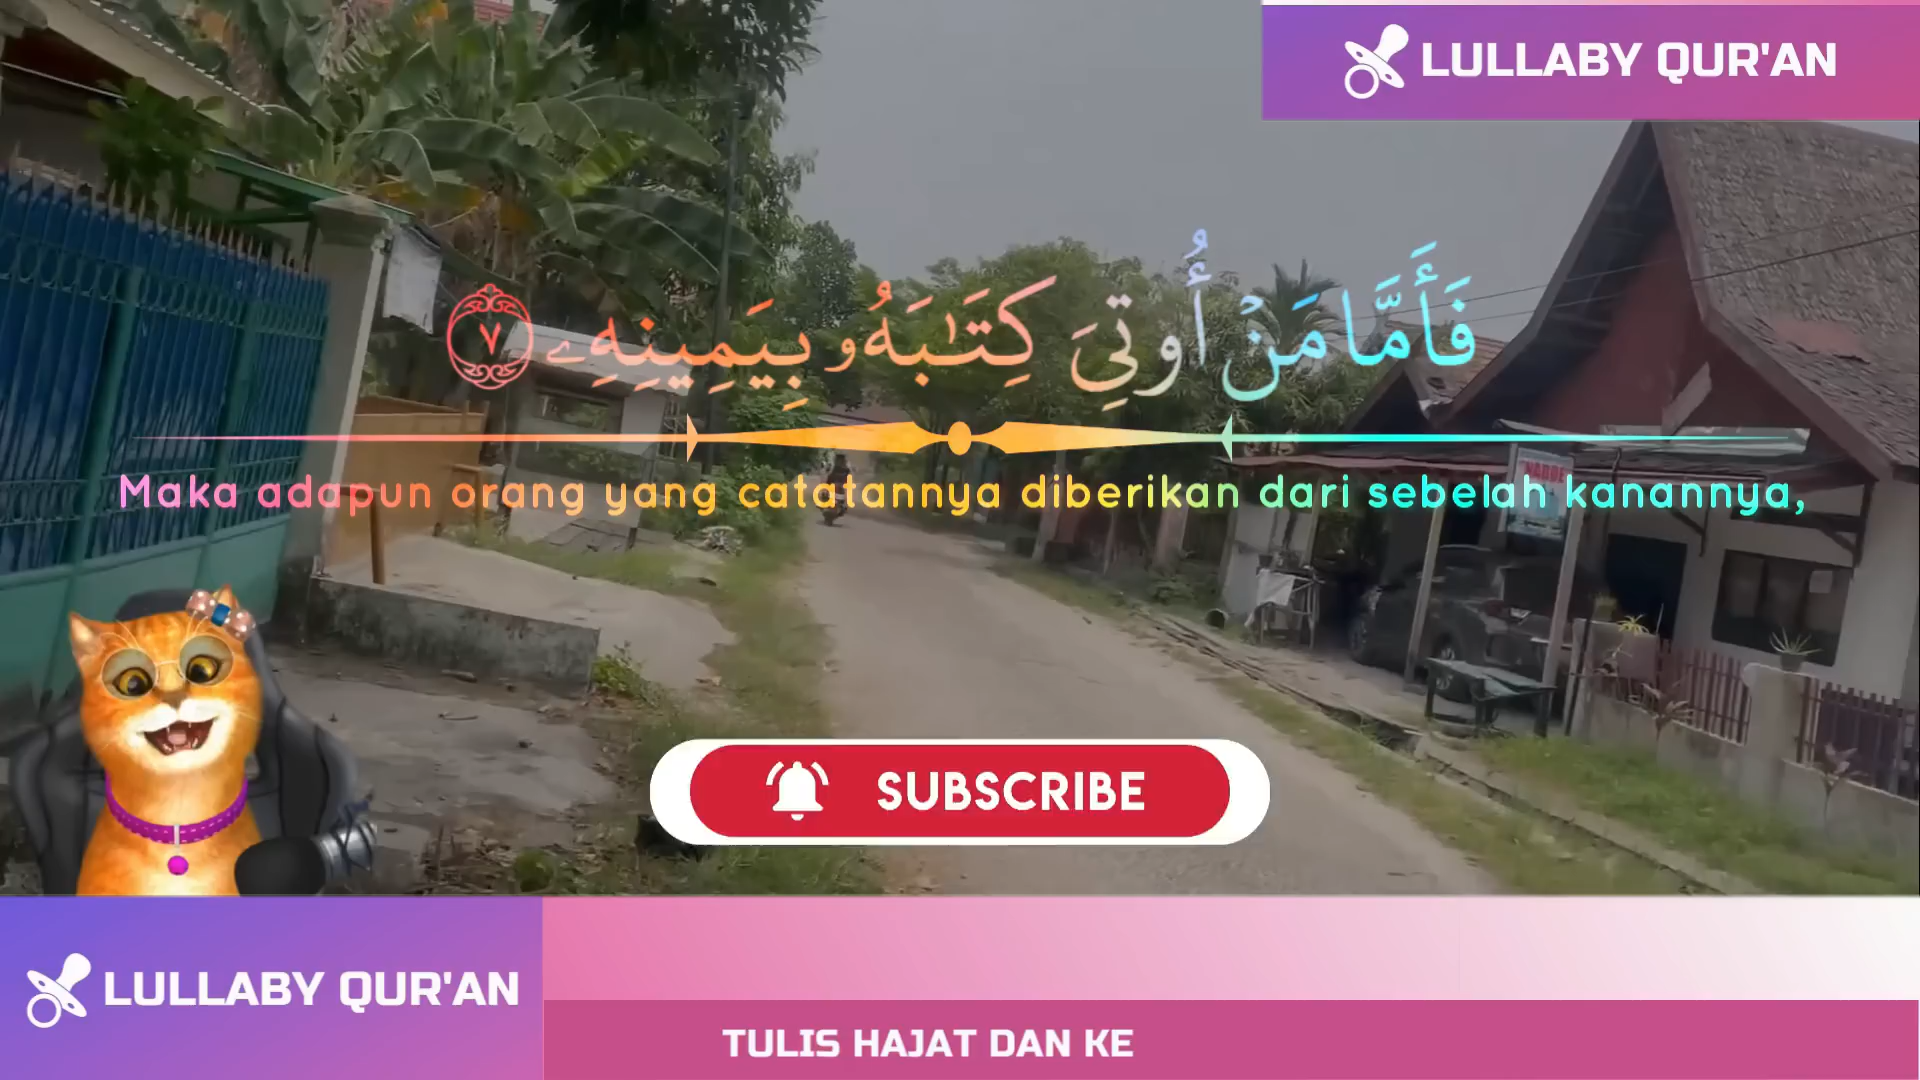 LULLABY QUR'AN
فَأَمَّا مَنْ أُوتِيَ كِتَـٰبَهُۥ بِيَمِينِهِۦ ٧
Maka adapun orang yang catatannya diberikan dari sebelah kanannya,
SUBSCRIBE
LULLABY QUR'AN
TULIS HAJAT DAN KE